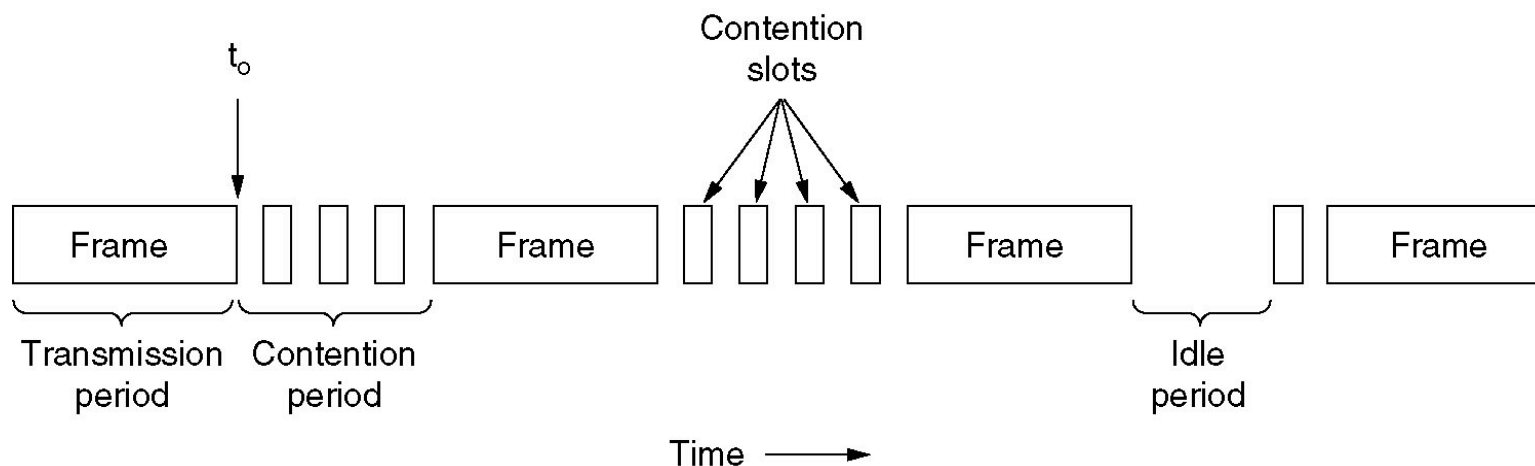 t₀
Contention
slots
Frame
Frame
Frame
Frame
Transmission
period
Contention
period
Idle
period
Time